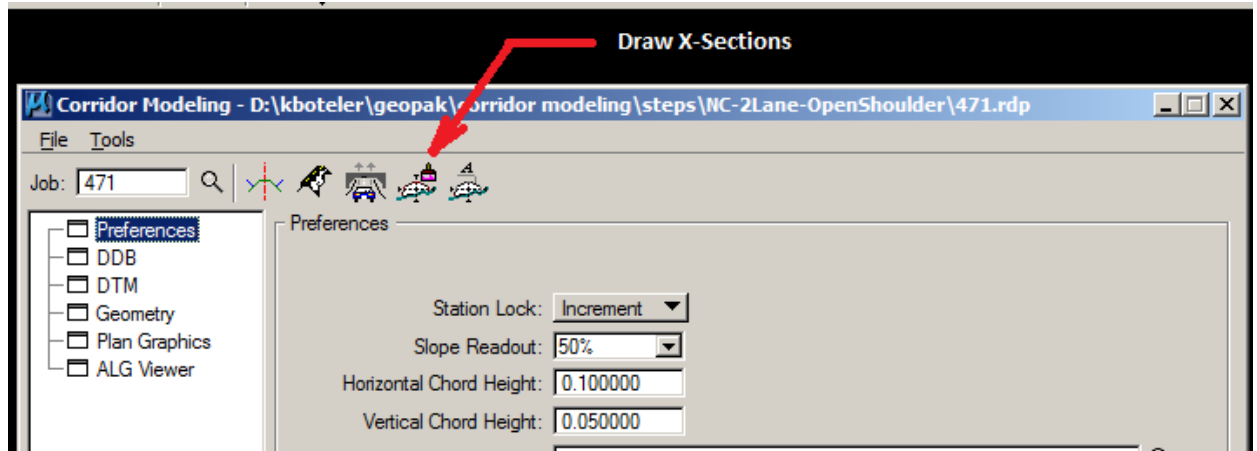 Draw X-Sections
Corridor Modeling - D:\kboteler\geopak\corridor modeling\steps\NC-2Lane-OpenShoulder\471.rdp
File Tools
Job: 471
A
Preferences
DDB
DTM
Geometry
Plan Graphics
ALG Viewer
Preferences
Station Lock: Increment
Slope Readout: 50%
Horizontal Chord Height: 0.100000
Vertical Chord Height: 0.050000